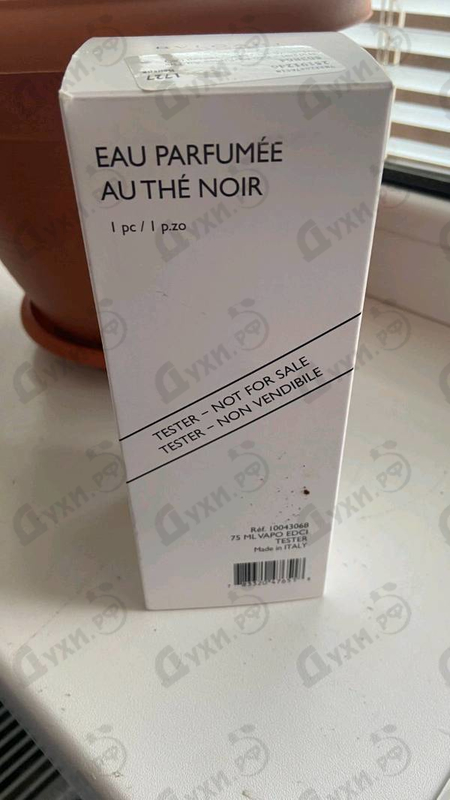 EAU PARFUMÉE
AU THÉ NOIR
1 pc / 1 p.zo
TESTER – NOT FOR SALE
TESTER – NON VENDIBILE
Réf. 10043068
75 ML VAPO EDC1
TESTER
Made in ITALY
Духи.рф